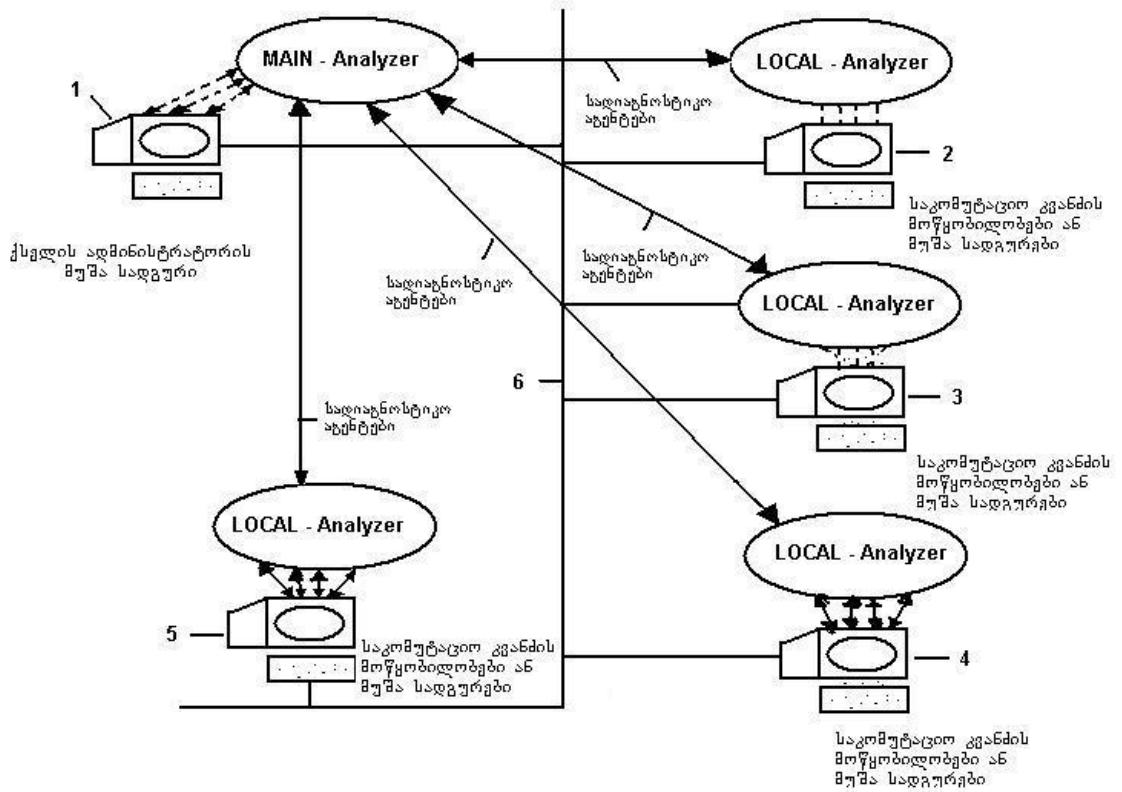 MAIN - Analyzer
LOCAL - Analyzer
1
სადიაგნოსტიკო
აგენტები
2
საკომუტაციო კვანძის
მოწყობილობები ან
მუშა სადგურები
ქსელის ადმინისტრატორის
მუშა სადგური
სადიაგნოსტიკო
აგენტები
სადიაგნოსტიკო
აგენტები
LOCAL - Analyzer
6
3
სადიაგნოსტიკო
აგენტები
საკომუტაციო კვანძის
მოწყობილობები ან
მუშა სადგურები
LOCAL - Analyzer
LOCAL - Analyzer
5
საკომუტაციო კვანძის
მოწყობილობები ან
მუშა სადგურები
4
საკომუტაციო კვანძის
მოწყობილობები ან
მუშა სადგურები